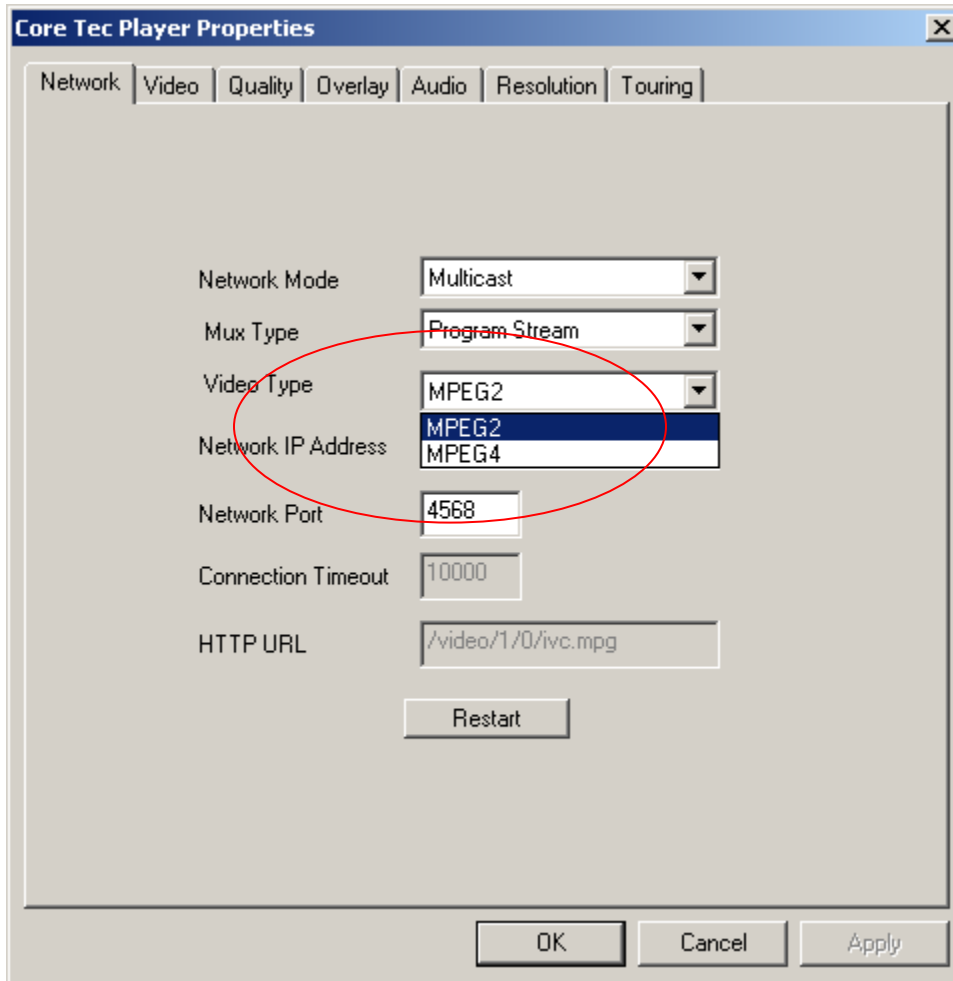 Core Tec Player Properties
Network Video Quality Overlay Audio Resolution Touring
Network Mode Multicast
Mux Type Program Stream
Video Type MPEG2
MPEG2
MPEG4
Network IP Address
Network Port 4568
Connection Timeout 10000
HTTP URL /video/1/0/ivc.mpg
Restart
OK Cancel Apply